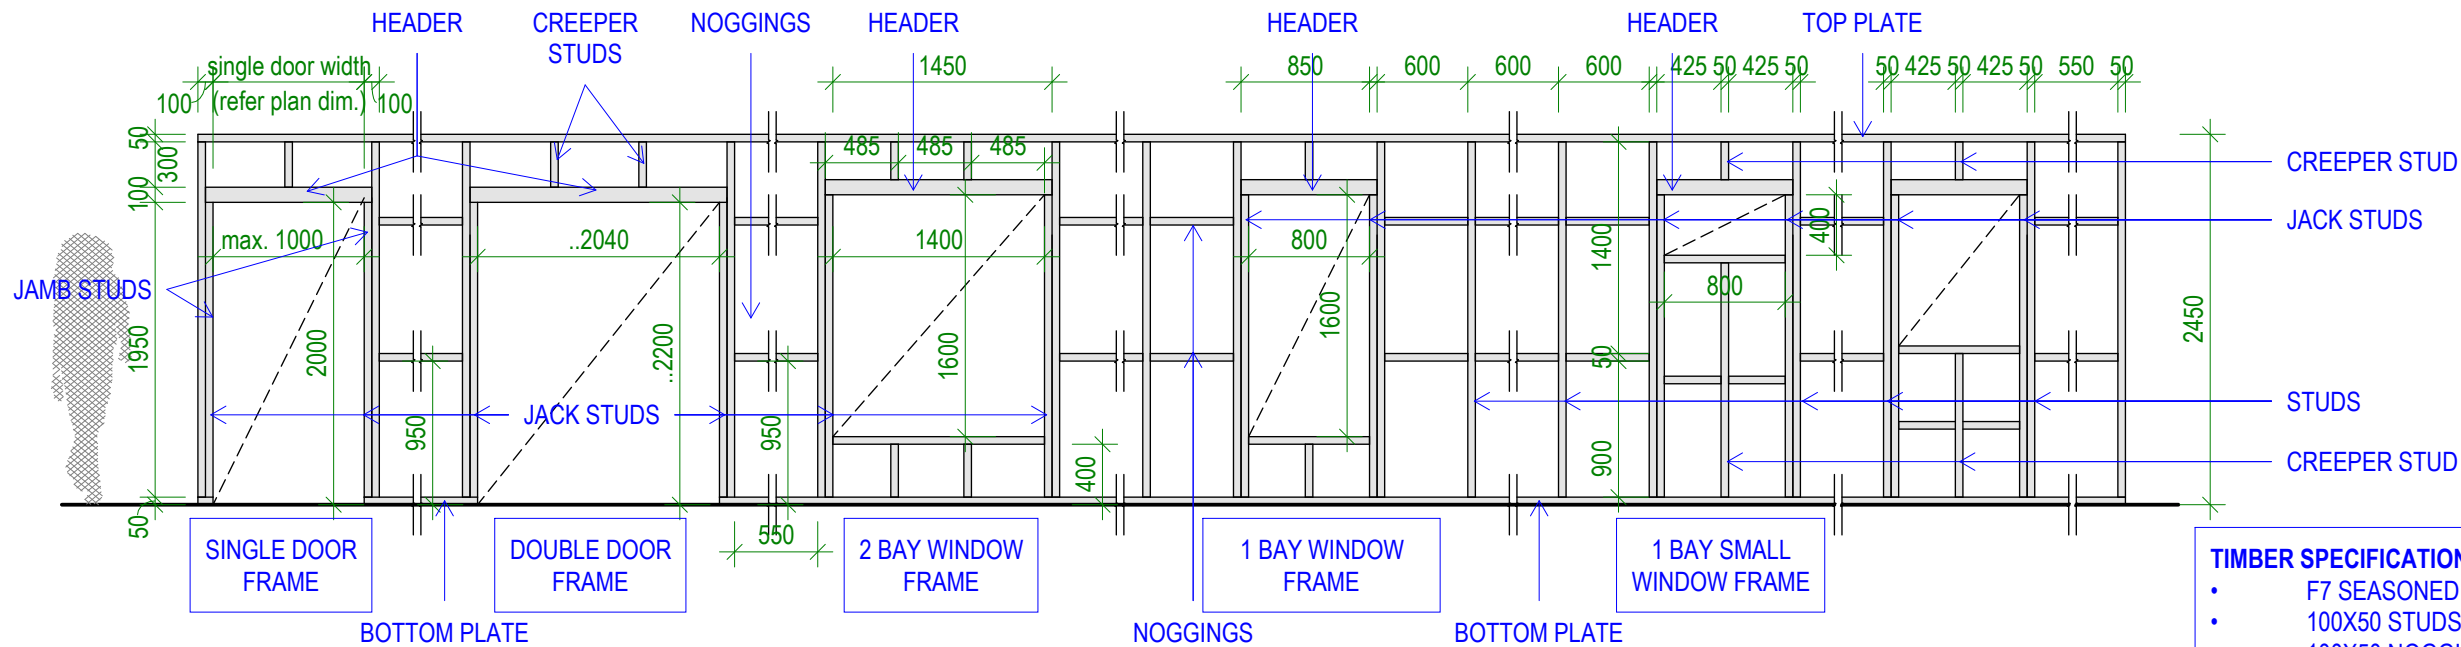 HEADER
CREEPER
STUDS
NOGGINGS
HEADER
HEADER
HEADER
TOP PLATE
single door width
(refer plan dim.)
100
100
1450
850
600
600
600
425 50 425 50
50 425 50 425 50 550 50
50
300
100
1950
50
485
485
485
CREEPER STUD
JACK STUDS
max. 1000
..2040
1400
800
1400
400
800
JAMB STUDS
2000
..2200
1600
1600
2450
50
JACK STUDS
950
950
400
900
STUDS
CREEPER STUD
550
SINGLE DOOR
FRAME
DOUBLE DOOR
FRAME
2 BAY WINDOW
FRAME
1 BAY WINDOW
FRAME
1 BAY SMALL
WINDOW FRAME
BOTTOM PLATE
NOGGINGS
BOTTOM PLATE
TIMBER SPECIFICATION
• F7 SEASONED
• 100X50 STUDS